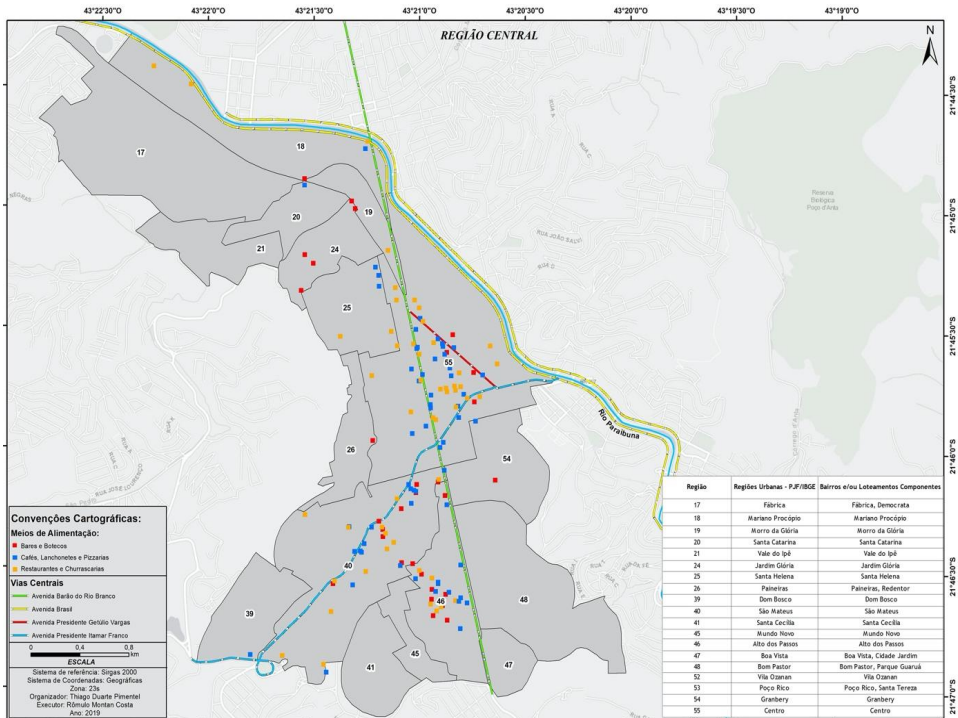 43°22'30"O 43°22'0"O 43°21'30"O 43°21'0"O 43°20'30"O 43°20'0"O 43°19'30"O 43°19'0"O
REGIÃO CENTRAL
N
21°44'30"S
21°45'0"S
21°45'30"S
21°46'0"S
21°46'30"S
21°47'0"S
17
18
19
20
21
24
25
55
26
54
40
39
46
48
45
41
47
RUA JOÃO SALVI
RUA D
RUA C
RUA A
Reserva
Biológica
Poço d'Anta
Rio Paraibuna
RUA JOSÉ LOURENÇO
Convenções Cartográficas:
Meios de Alimentação:
Bares e Botecos
Cafés, Lanchonetes e Pizzarias
Restaurantes e Churrascarias
Vias Centrais
Avenida Barão do Rio Branco
Avenida Brasil
Avenida Presidente Getúlio Vargas
Avenida Presidente Itamar Franco
0 0,4 0,8
km
ESCALA
Sistema de referência: Sirgas 2000
Sistema de Coordenadas: Geográficas
Zona: 23s
Organizador: Thiago Duarte Pimentel
Executor: Rômulo Montan Costa
Ano: 2019
Região Regiões Urbanas - PJF/IBGE Bairros e/ou Loteamentos Componentes
17 Fábrica Fábrica, Democrata
18 Mariano Procópio Mariano Procópio
19 Morro da Glória Morro da Glória
20 Santa Catarina Santa Catarina
21 Vale do Ipê Vale do Ipê
24 Jardim Glória Jardim Glória
25 Santa Helena Santa Helena
26 Paineiras Paineiras, Redentor
39 Dom Bosco Dom Bosco
40 São Mateus São Mateus
41 Santa Cecília Santa Cecília
45 Mundo Novo Mundo Novo
46 Alto dos Passos Alto dos Passos
47 Boa Vista Boa Vista, Cidade Jardim
48 Bom Pastor Bom Pastor, Parque Guaruá
52 Vila Ozanan Vila Ozanan
53 Poço Rico Poço Rico, Santa Tereza
54 Granbery Granbery
55 Centro Centro